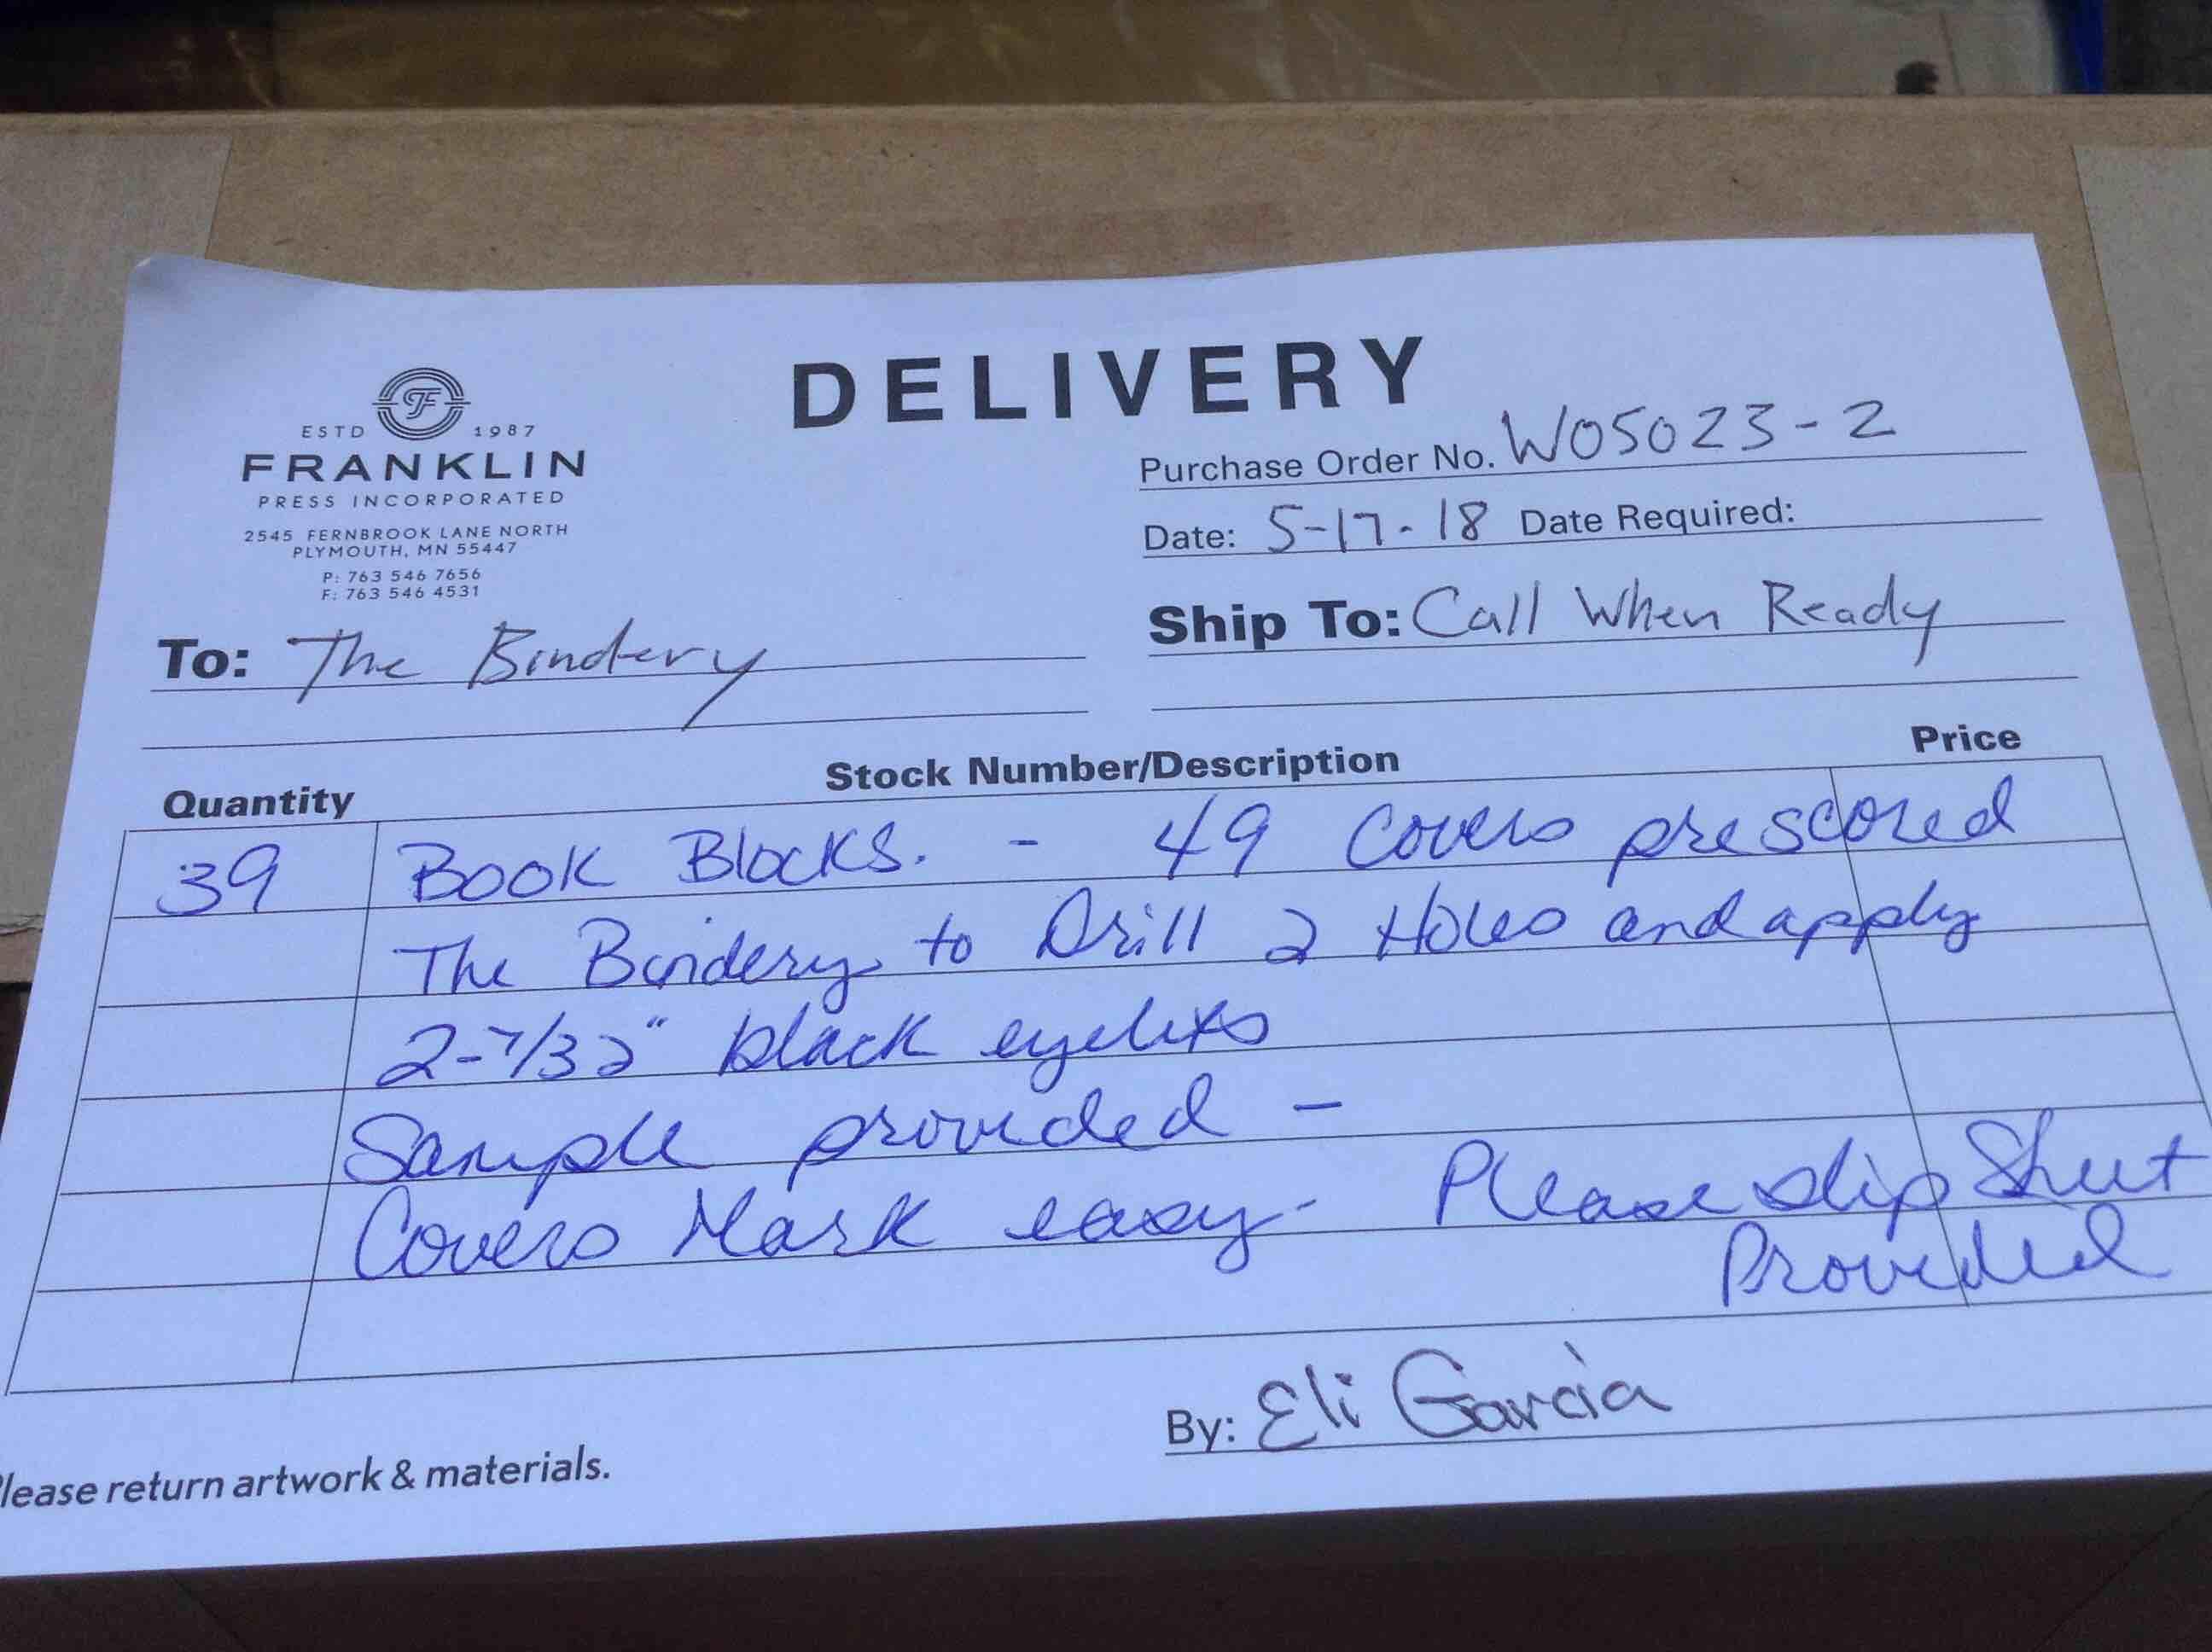 DELIVERY
ESTD 1987
FRANKLIN
PRESS INCORPORATED
2545 FERNBROOK LANE NORTH
PLYMOUTH, MN 55447
P: 763 546 7656
F: 763 546 4531
Purchase Order No. W05023-2
Date: 5-17-18 Date Required:
To: The Bindery
Ship To: Call When Ready
Quantity Stock Number/Description Price
39 Book Blocks. - 49 Covers prescored
The Bindery to Drill 2 Holes and apply
2-7/32" black eyelets
Sample provided -
Covers Mark easy - Please slip Sheet
Provided
By: Eli Garcia
lease return artwork & materials.